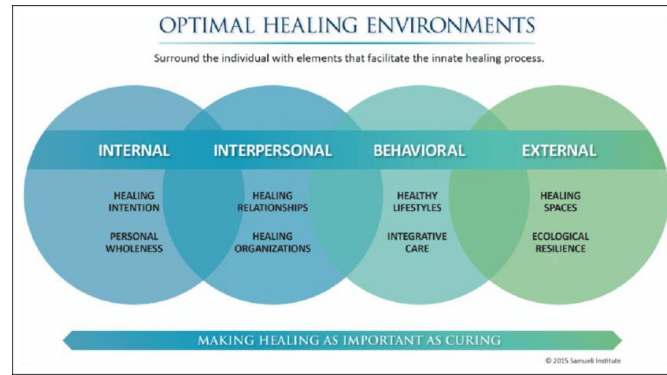 OPTIMAL HEALING ENVIRONMENTS
Surround the individual with elements that facilitate the innate healing process.
INTERNAL
INTERPERSONAL
BEHAVIORAL
EXTERNAL
HEALING
INTENTION
PERSONAL
WHOLENESS
HEALING
RELATIONSHIPS
HEALING
ORGANIZATIONS
HEALTHY
LIFESTYLES
INTEGRATIVE
CARE
HEALING
SPACES
ECOLOGICAL
RESILIENCE
MAKING HEALING AS IMPORTANT AS CURING
© 2015 Samueli Institute